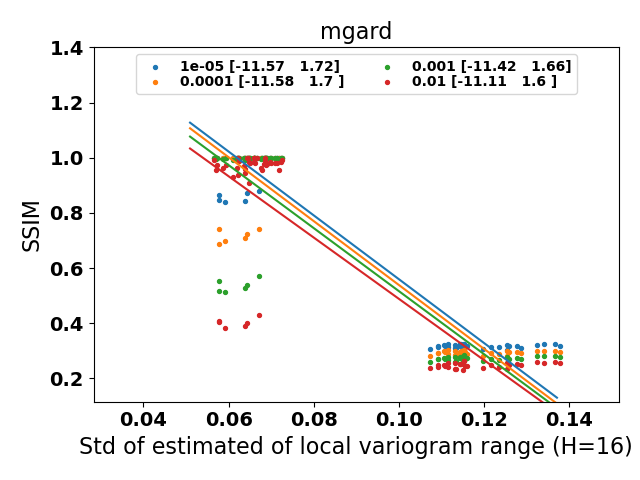 mgard
1e-05 [-11.57 1.72]
0.0001 [-11.58 1.7 ]
0.001 [-11.42 1.66]
0.01 [-11.11 1.6 ]
SSIM
1.4
1.2
1.0
0.8
0.6
0.4
0.2
0.04 0.06 0.08 0.10 0.12 0.14
Std of estimated of local variogram range (H=16)